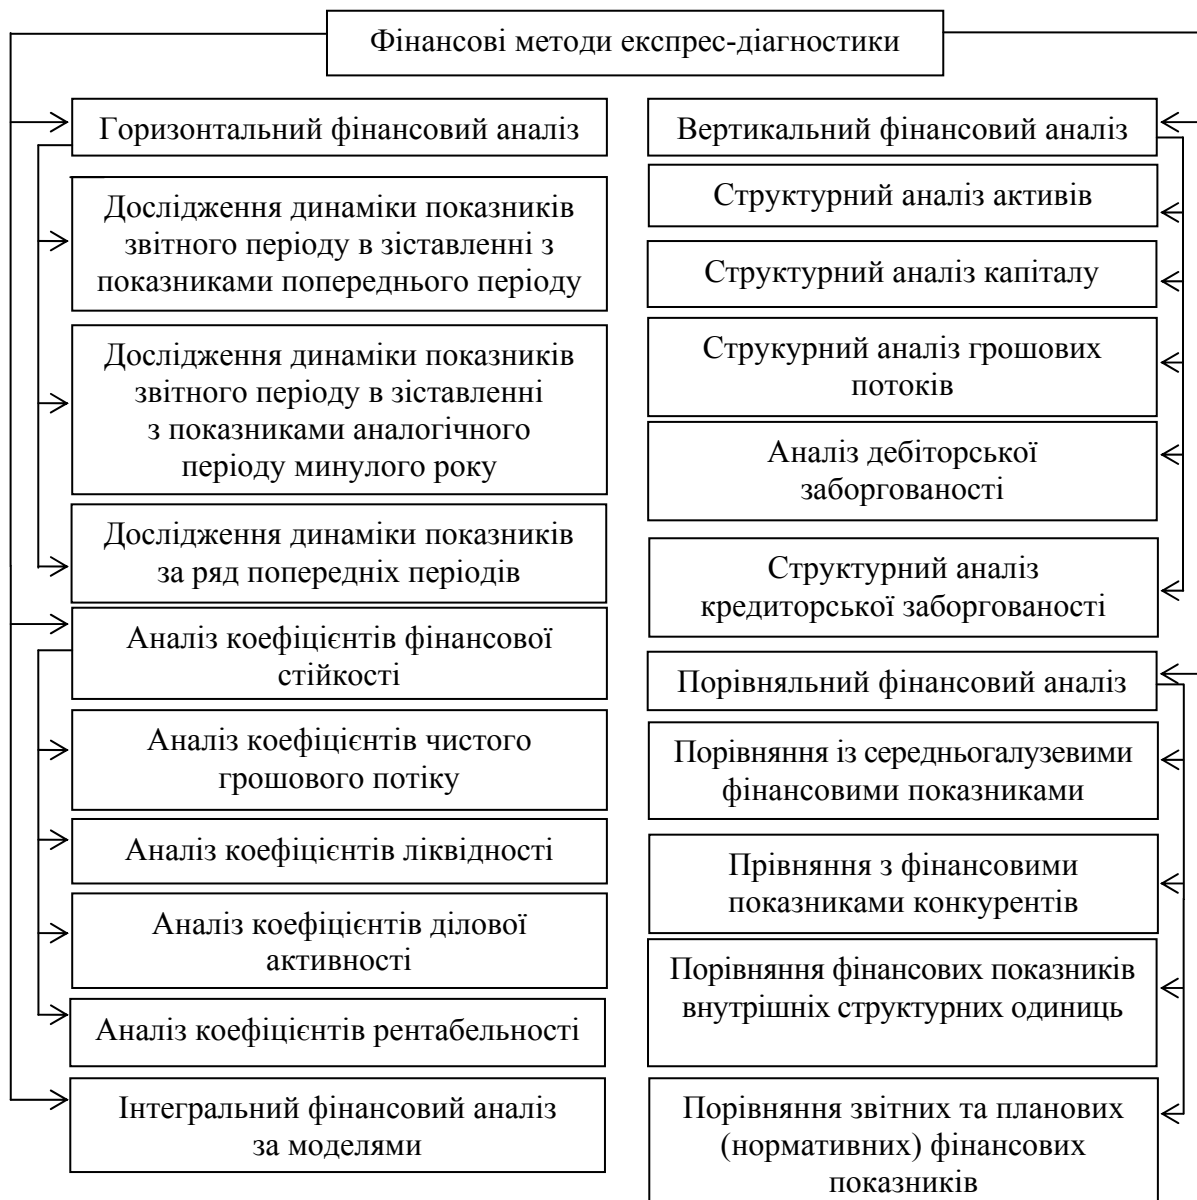 Фінансові методи експрес-діагностики
Горизонтальний фінансовий аналіз
Дослідження динаміки показників
звітного періоду в зіставленні з
показниками попереднього періоду
Дослідження динаміки показників
звітного періоду в зіставленні
з показниками аналогічного
періоду минулого року
Дослідження динаміки показників
за ряд попередніх періодів
Аналіз коефіцієнтів фінансової
стійкості
Аналіз коефіцієнтів чистого
грошового потіку
Аналіз коефіцієнтів ліквідності
Аналіз коефіцієнтів ділової
активності
Аналіз коефіцієнтів рентабельності
Інтегральний фінансовий аналіз
за моделями
Вертикальний фінансовий аналіз
Структурний аналіз активів
Структурний аналіз капіталу
Струкурний аналіз грошових
потоків
Аналіз дебіторської
заборгованості
Структурний аналіз
кредиторської заборгованості
Порівняльний фінансовий аналіз
Порівняння із середньогалузевими
фінансовими показниками
Прівняння з фінансовими
показниками конкурентів
Порівняння фінансових показників
внутрішніх структурних одиниць
Порівняння звітних та планових
(нормативних) фінансових
показників